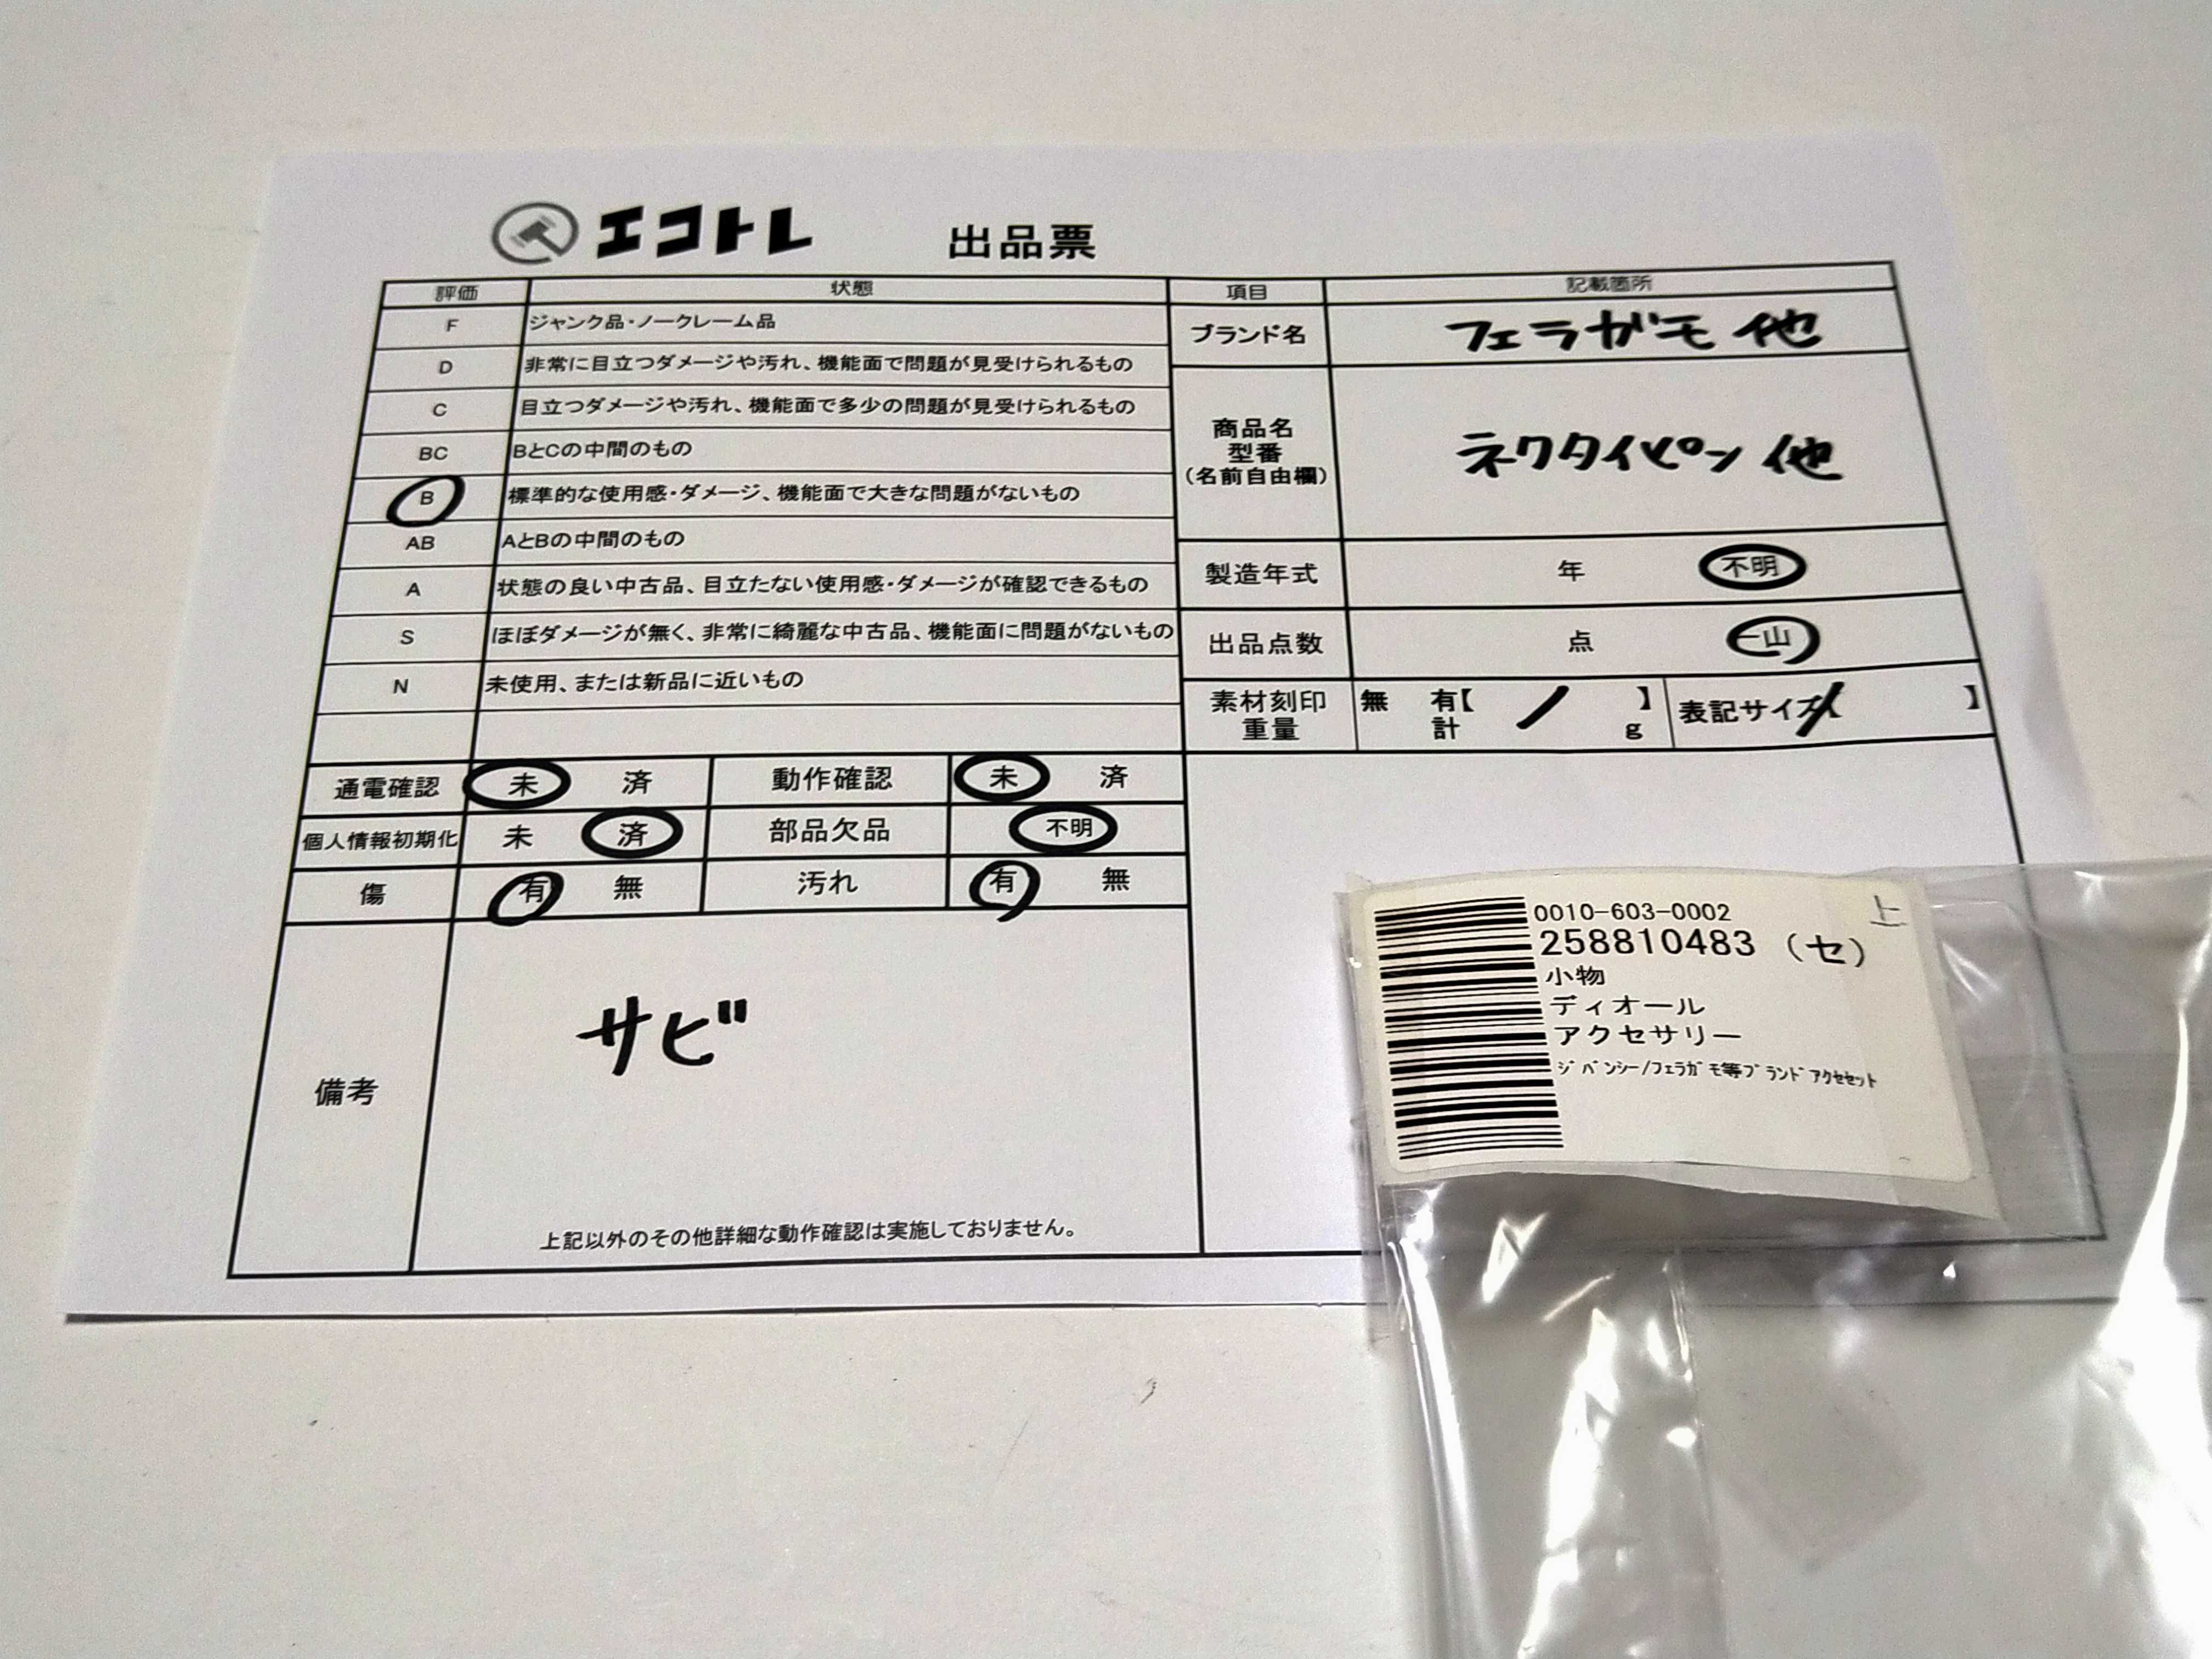 エコトレ 出品票
評価 状態 項目 記載箇所
F ジャンク品・ノークレーム品
D 非常に目立つダメージや汚れ、機能面で問題が見受けられるもの
C 目立つダメージや汚れ、機能面で多少の問題が見受けられるもの
BC BとCの中間のもの
B 標準的な使用感・ダメージ、機能面で大きな問題がないもの
AB AとBの中間のもの
A 状態の良い中古品、目立たない使用感・ダメージが確認できるもの
S ほぼダメージが無く、非常に綺麗な中古品、機能面に問題がないもの
N 未使用、または新品に近いもの
ブランド名 フェラガモ 他
商品名
型番
(名前自由欄)
ネクタイピン 他
製造年式 年 不明
出品点数 点 一山
素材刻印 無 有【 】 表記サイズ【 】
重量 計 g
通電確認 未 済 動作確認 未 済
個人情報初期化 未 済 部品欠品 不明
傷 有 無 汚れ 有 無
備考
サビ
上記以外のその他詳細な動作確認は実施しておりません。
0010-603-0002 上
258810483 (セ)
小物
ディオール
アクセサリー
ジバンシー/フェラガモ等ブランドアクセセット